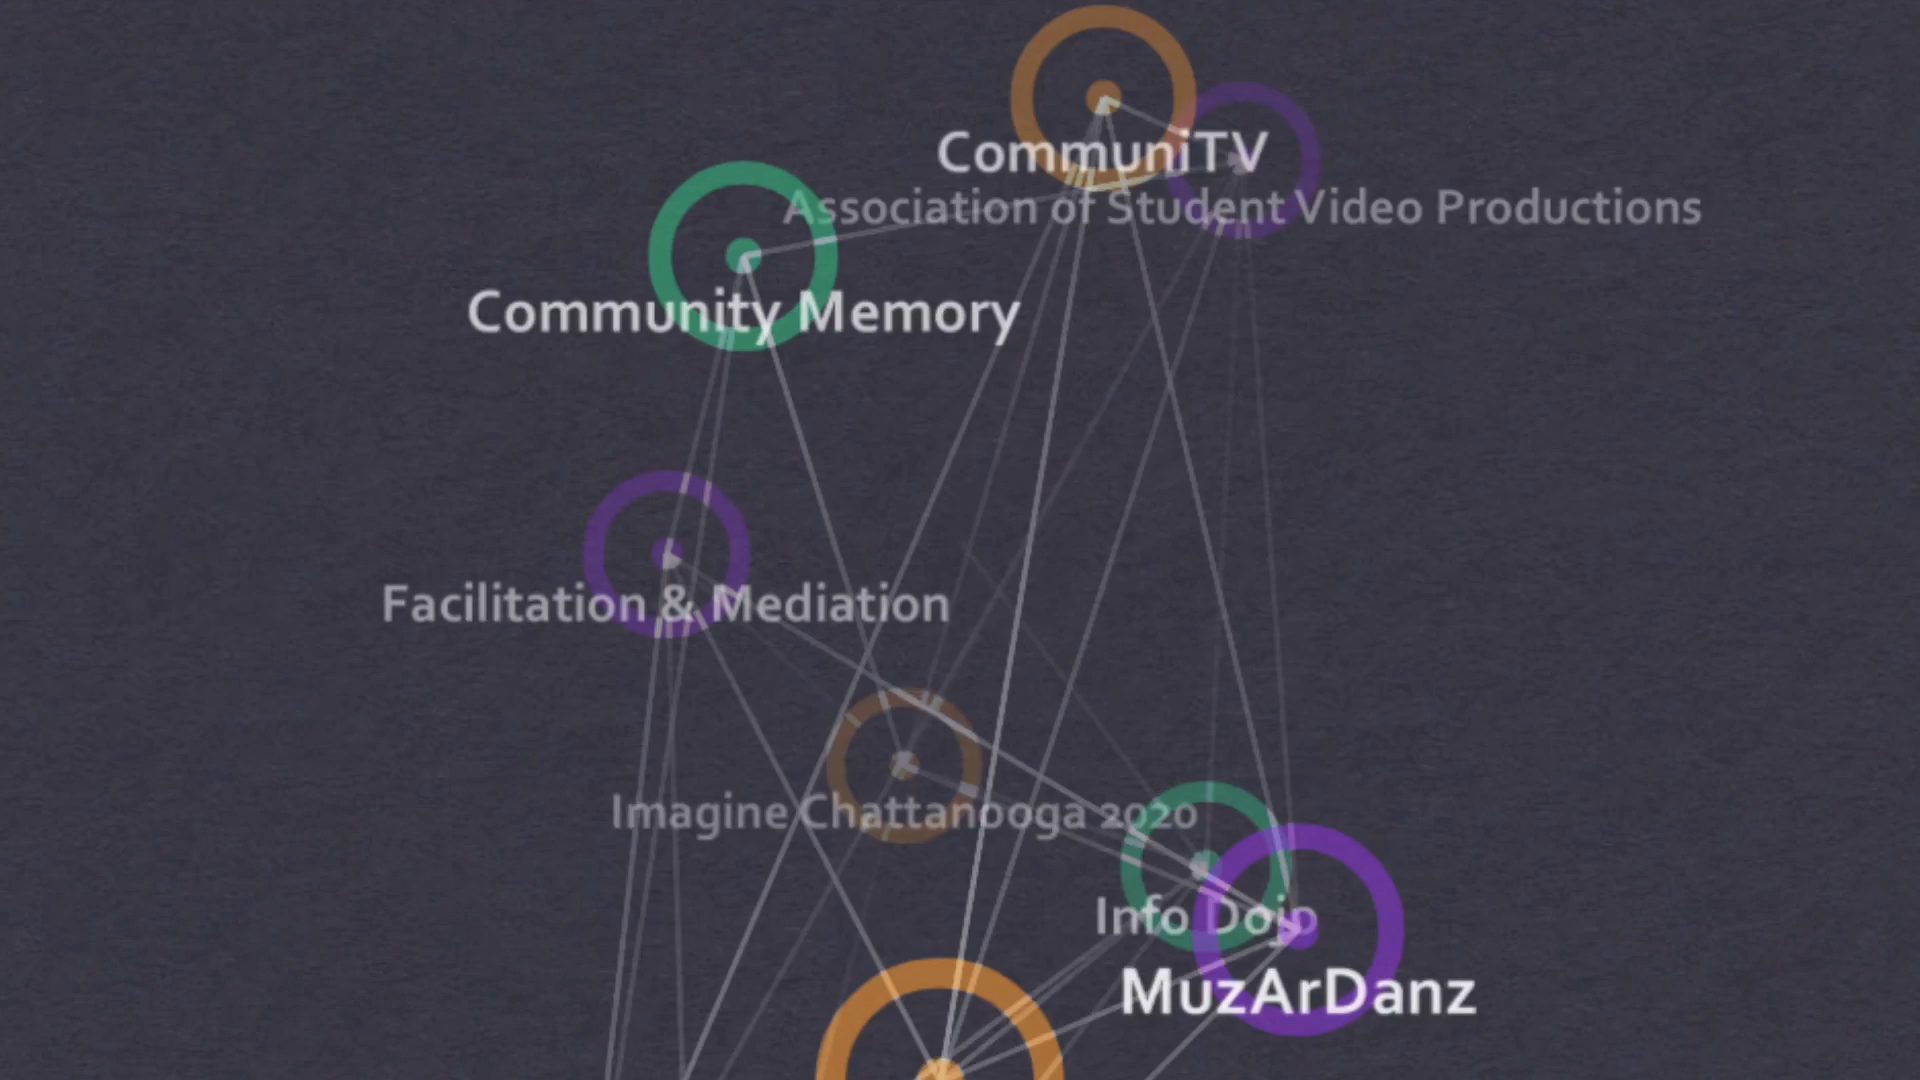 CommuniTV
Association of Student Video Productions
Community Memory
Facilitation & Mediation
Imagine Chattanooga 2020
Info Dojo
MuzArDanz